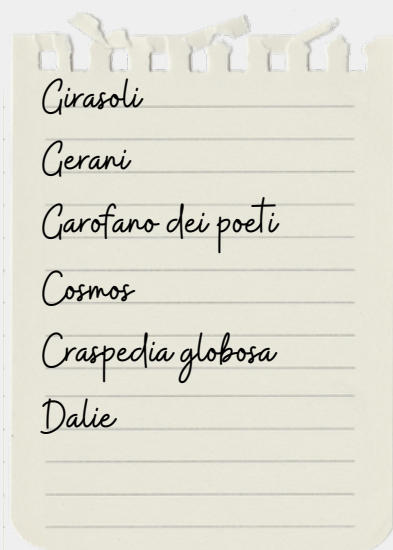 Girasoli
Gerani
Garofano dei poeti
Cosmos
Craspedia globosa
Dalie